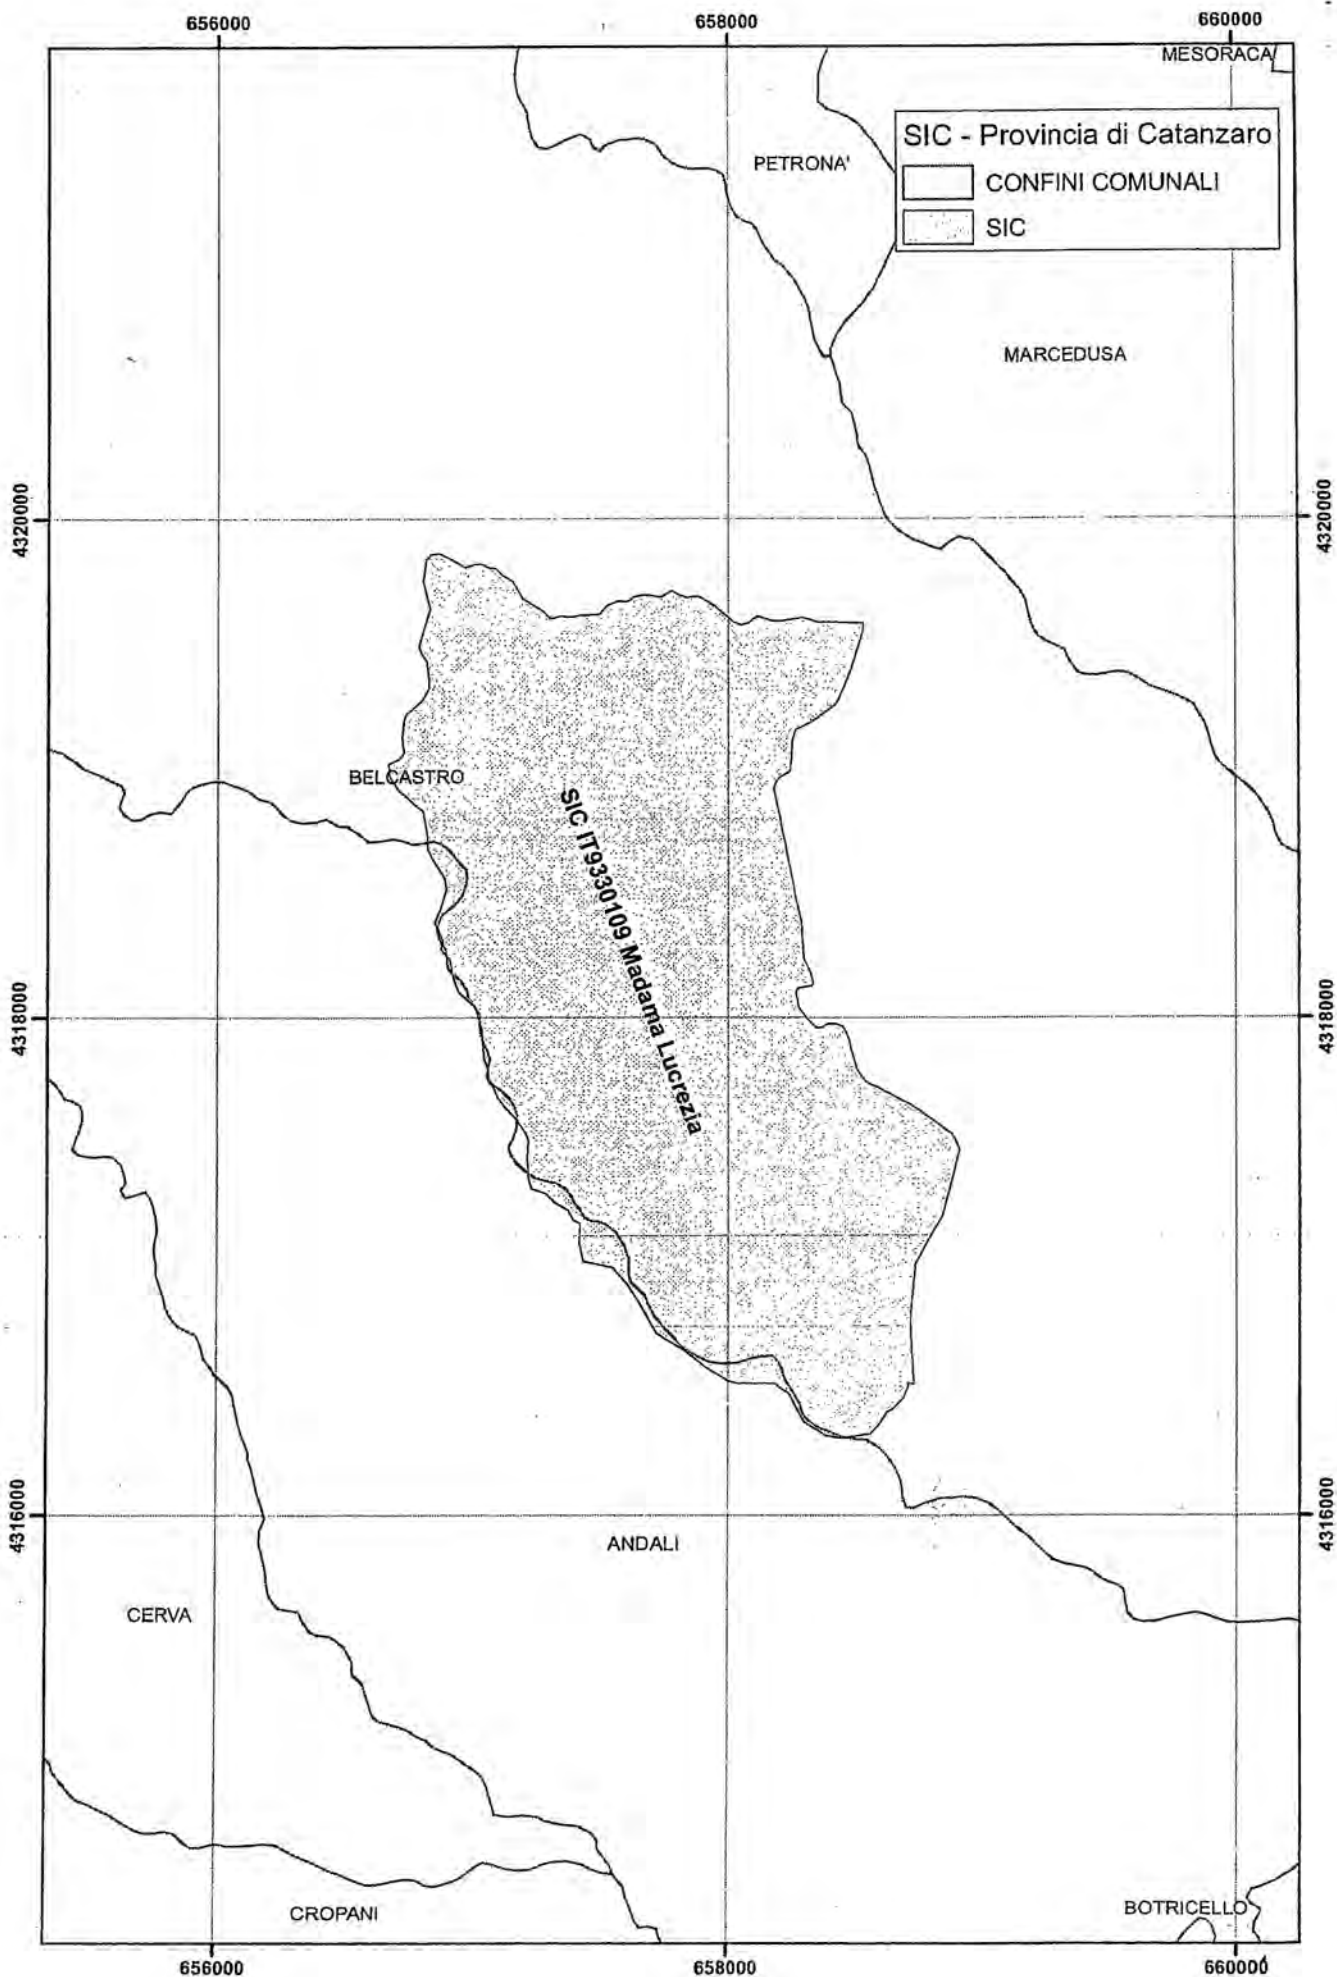 656000
658000
660000
MESORACA
SIC - Provincia di Catanzaro
CONFINI COMUNALI
SIC
PETRONA'
MARCEDUSA
4320000
4320000
BELCASTRO
SIC IT9330109 Madama Lucrezia
4318000
4318000
4316000
4316000
ANDALI
CERVA
CROPANI
BOTRICELLO
656000
658000
660000